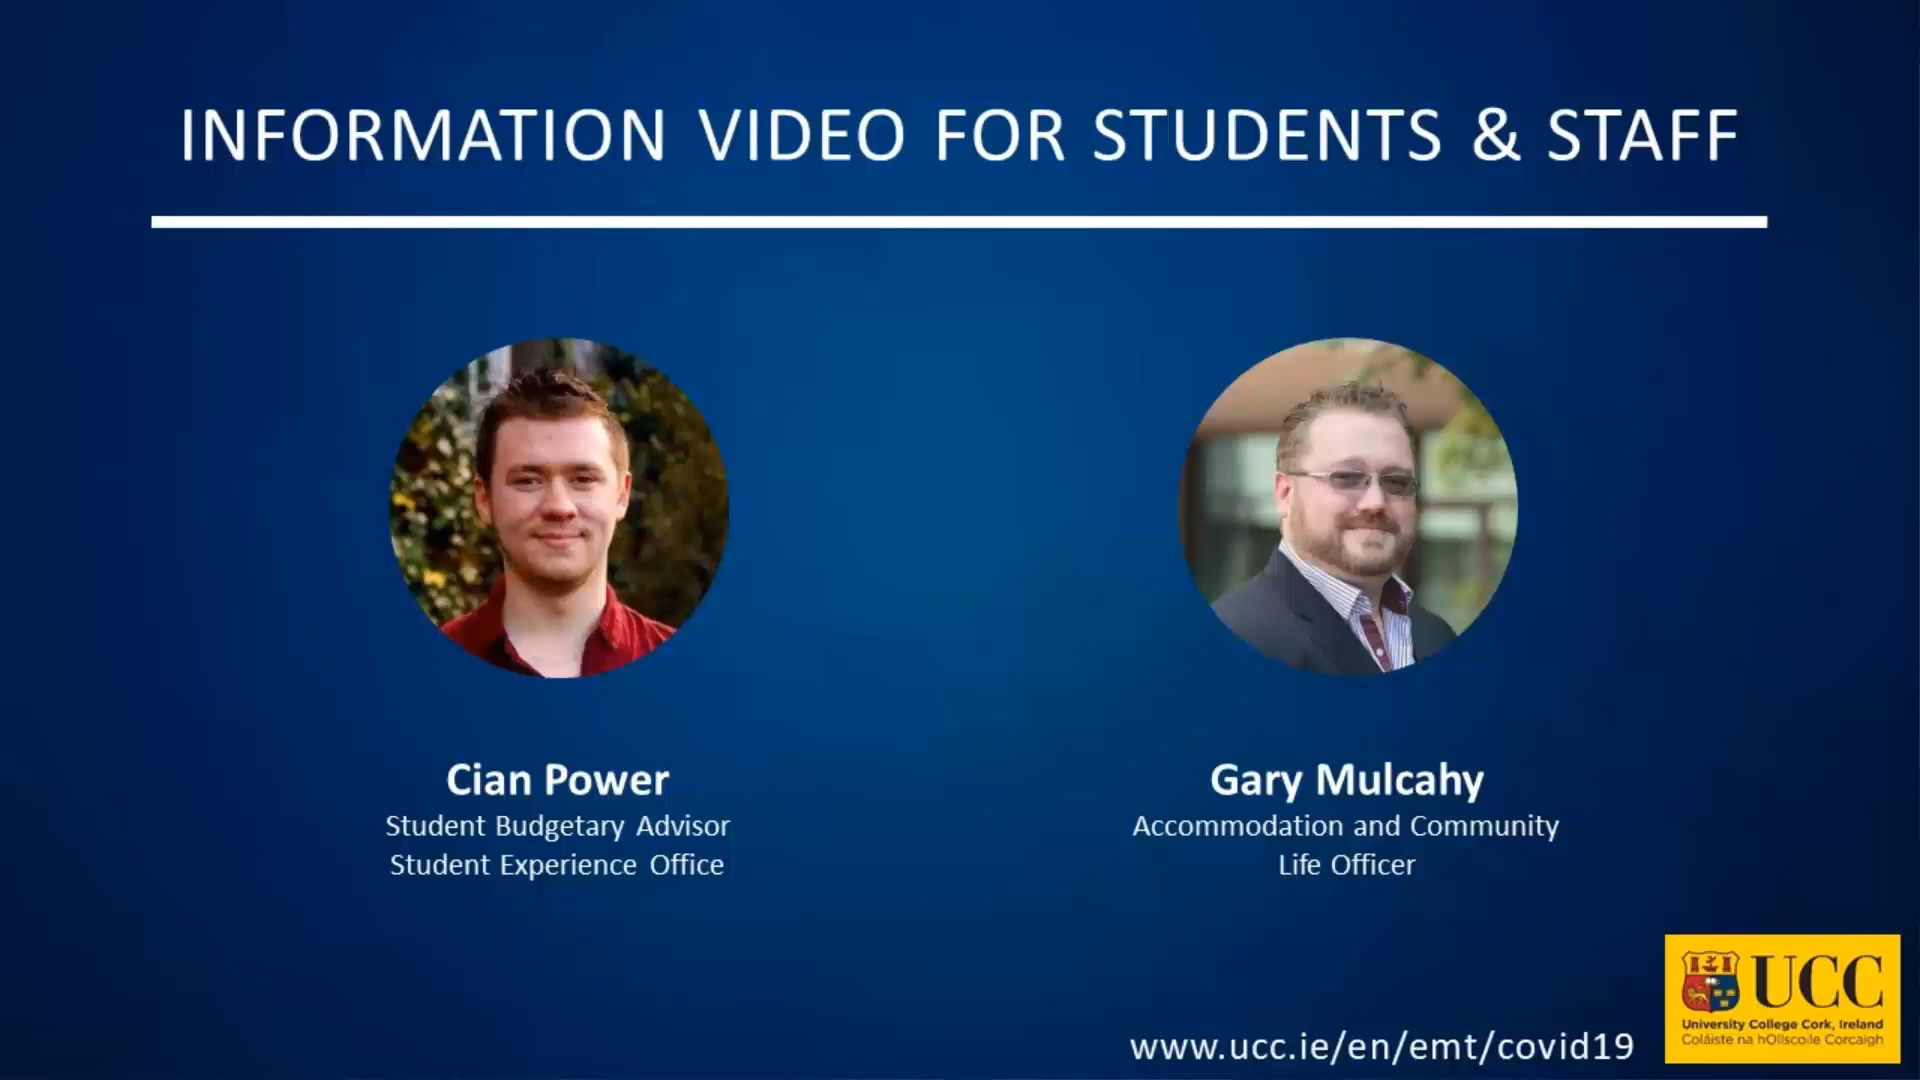 INFORMATION VIDEO FOR STUDENTS & STAFF
Cian Power
Student Budgetary Advisor
Student Experience Office
Gary Mulcahy
Accommodation and Community
Life Officer
www.ucc.ie/en/emt/covid19
UCC
University College Cork, Ireland
Coláiste na hOllscoile Corcaigh